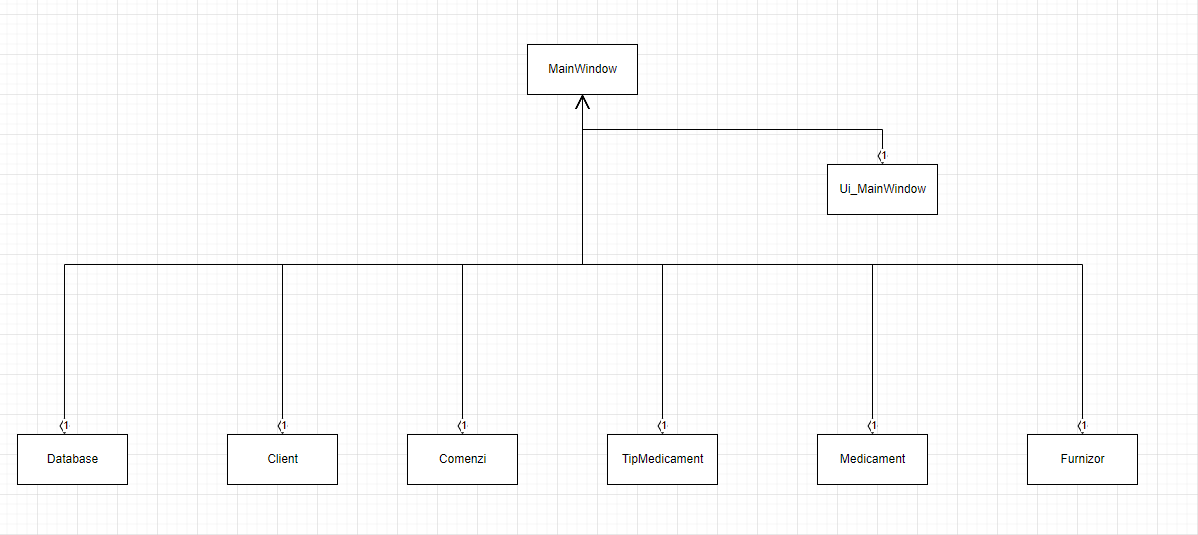 MainWindow
1
Ui_MainWindow
1
1
1
1
1
1
Database
Client
Comenzi
TipMedicament
Medicament
Furnizor